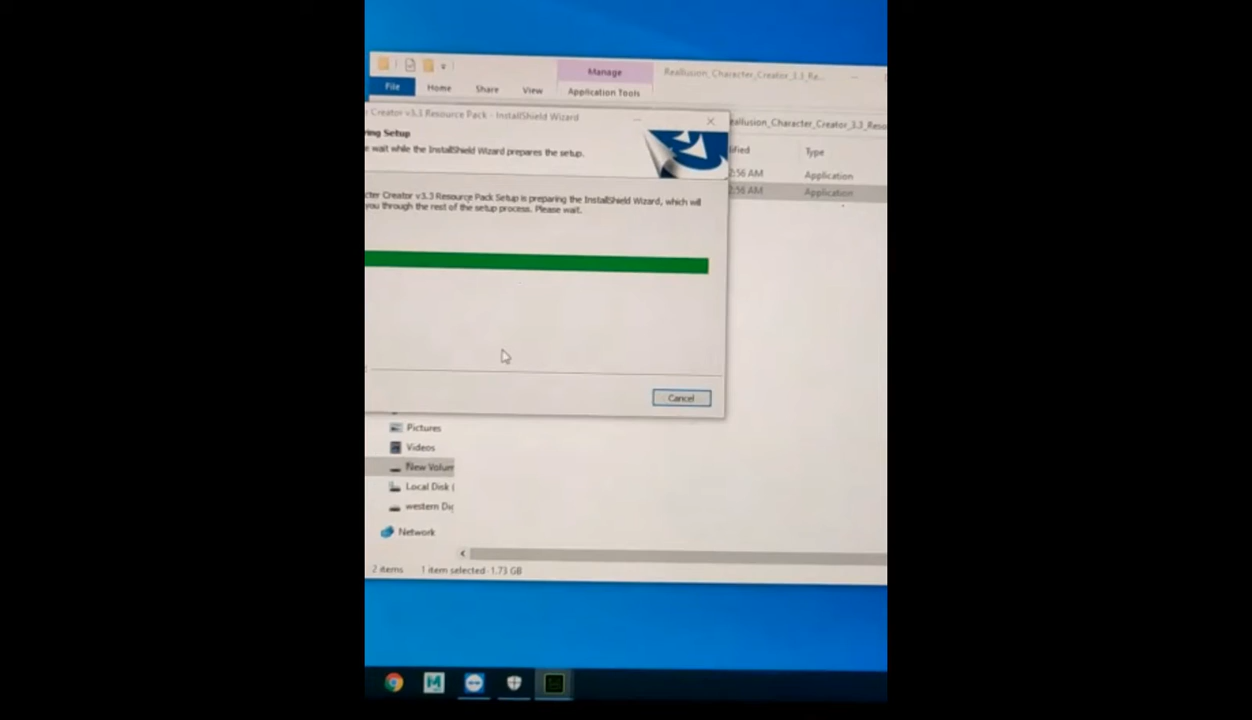 Manage
Reallusion_Character_Creator_3.3_Re...
File
Home
Share
View
Application Tools
Creator v3.3 Resource Pack - InstallShield Wizard
eallusion_Character_Creator_3.3_Reso
ing Setup
wait while the InstallShield Wizard prepares the setup.
ified
Type
2:56 AM
Application
2:56 AM
Application
cter Creator v3.3 Resource Pack Setup is preparing the InstallShield Wizard, which will
you through the rest of the setup process. Please wait.
Cancel
Pictures
Videos
New Volum
Local Disk (
western Di
Network
2 items
1 item selected 1.73 GB